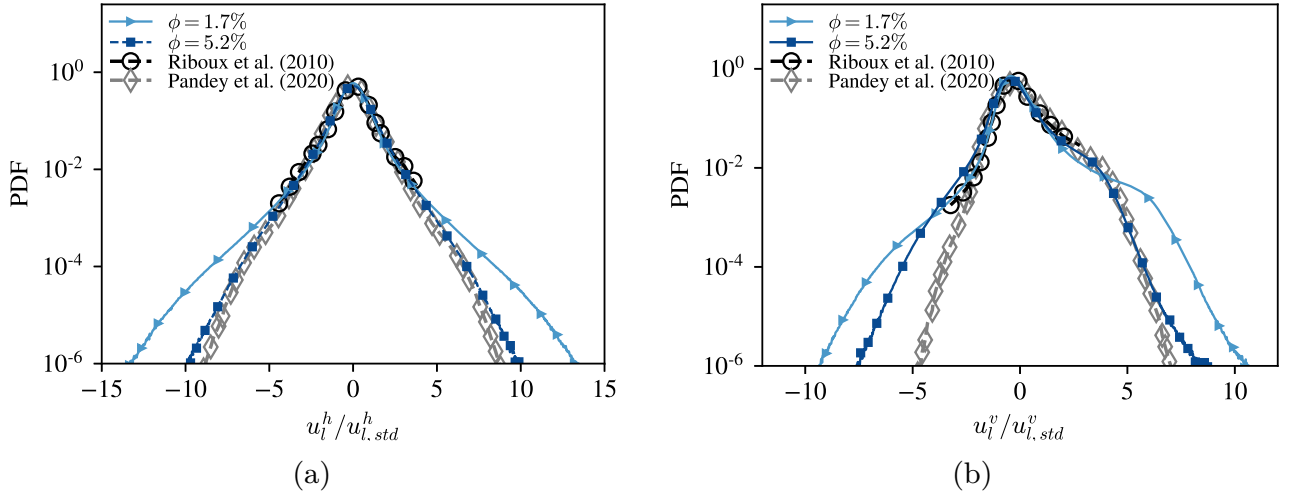 ϕ = 1.7%
ϕ = 5.2%
Riboux et al. (2010)
Pandey et al. (2020)
10^0
10^-2
10^-4
10^-6
PDF
−15
−10
−5
0
5
10
15
u_l^h/u_{l, std}^h
(a)
ϕ = 1.7%
ϕ = 5.2%
Riboux et al. (2010)
Pandey et al. (2020)
10^0
10^-2
10^-4
10^-6
PDF
−10
−5
0
5
10
u_l^v/u_{l, std}^v
(b)